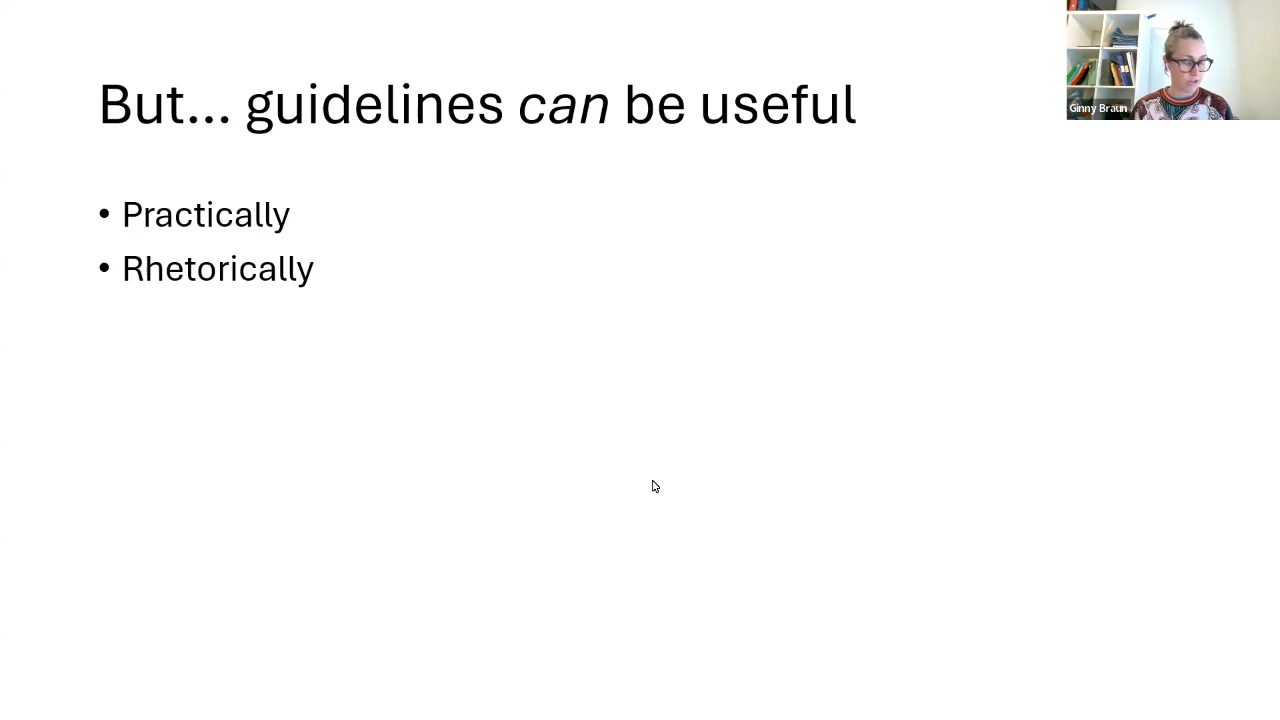 But... guidelines can be useful
• Practically
• Rhetorically
Ginny Braun